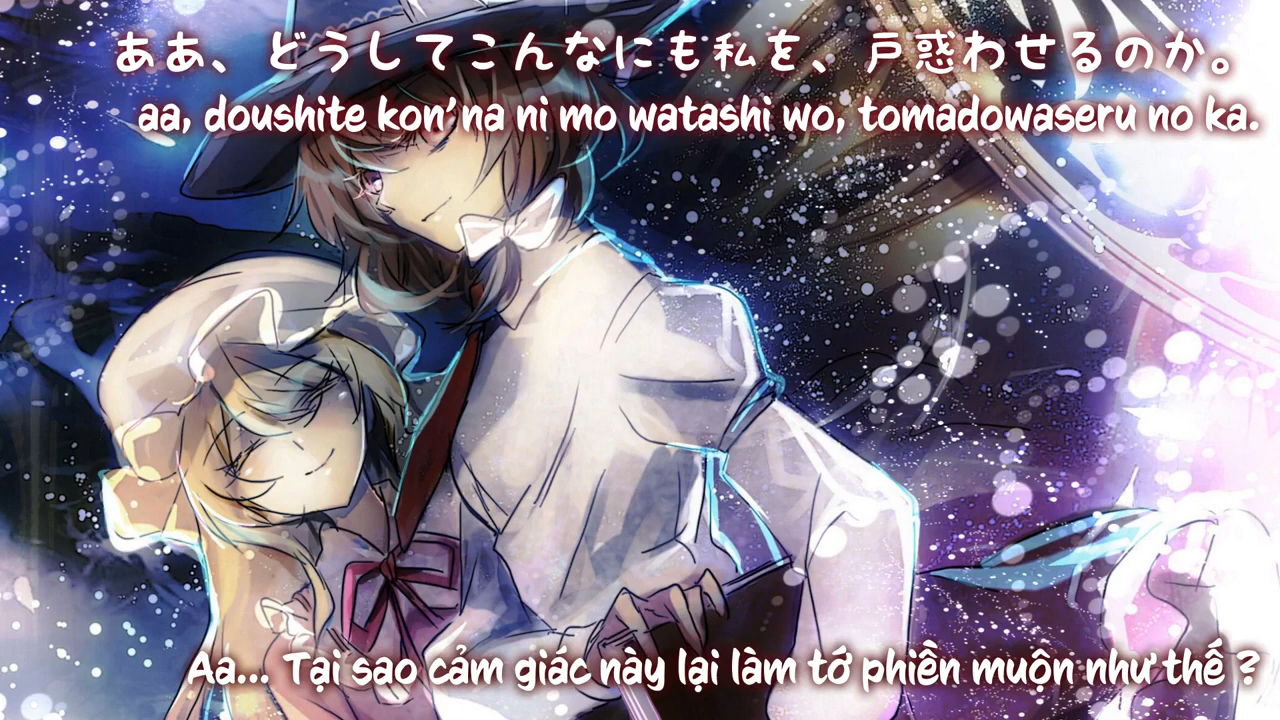 ああ、どうしてこんなにも私を、戸惑わせるのか。
aa, doushite kon'na ni mo watashi wo, tomadowaseru no ka.
Aa... Tại sao cảm giác này lại làm tớ phiền muộn như thế ?